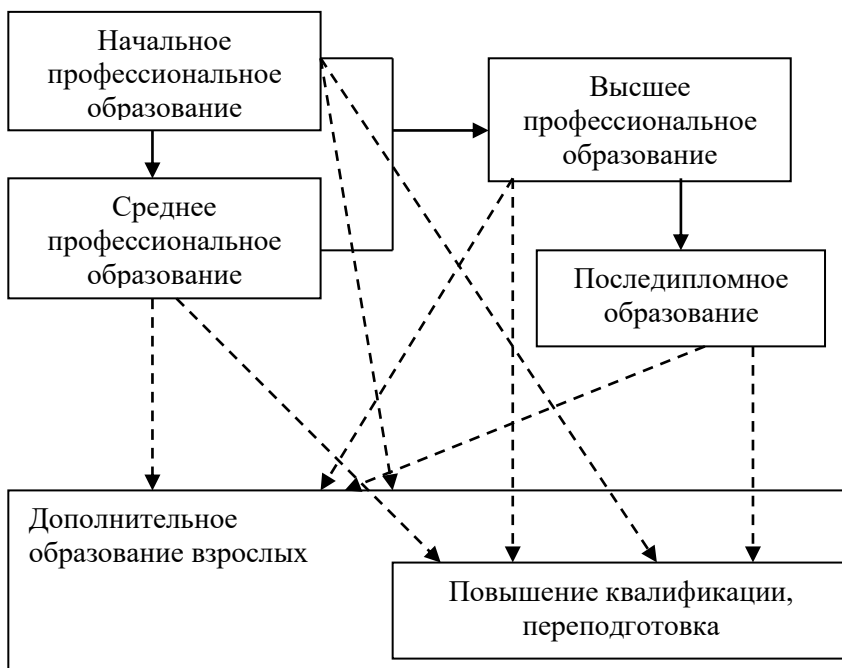 Начальное
профессиональное
образование
Высшее
профессиональное
образование
Среднее
профессиональное
образование
Последипломное
образование
Дополнительное
образование взрослых
Повышение квалификации,
переподготовка